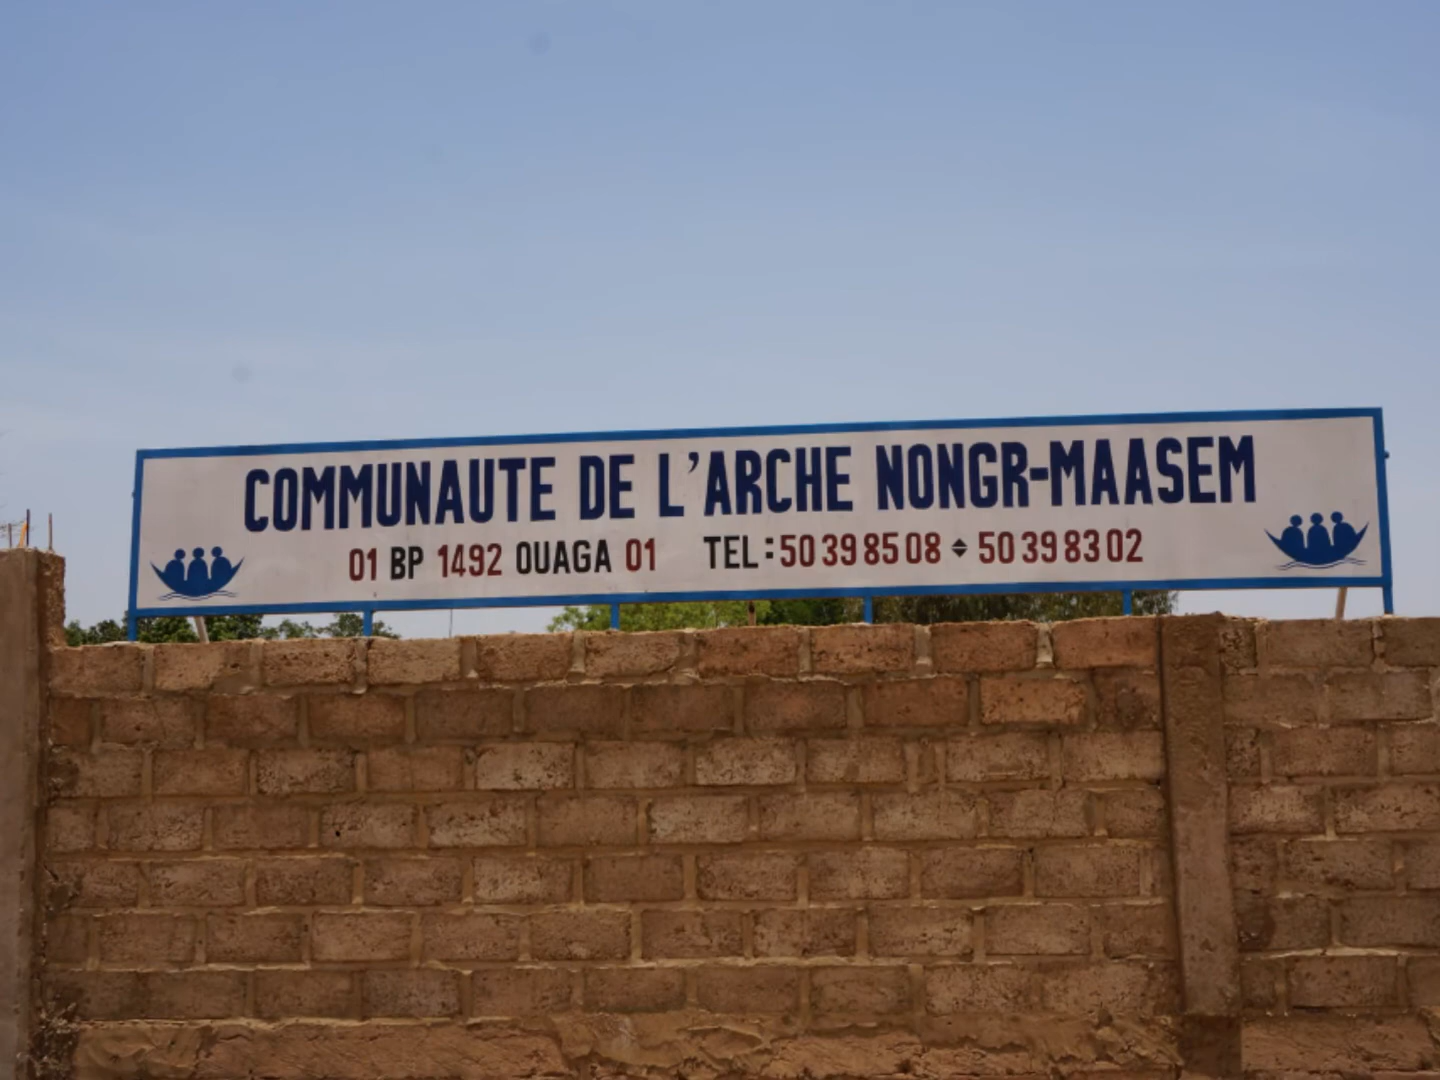 COMMUNAUTE DE L'ARCHE NONGR-MAASEM
01 BP 1492 OUAGA 01 TEL: 50 39 85 08 ⬩ 50 39 83 02